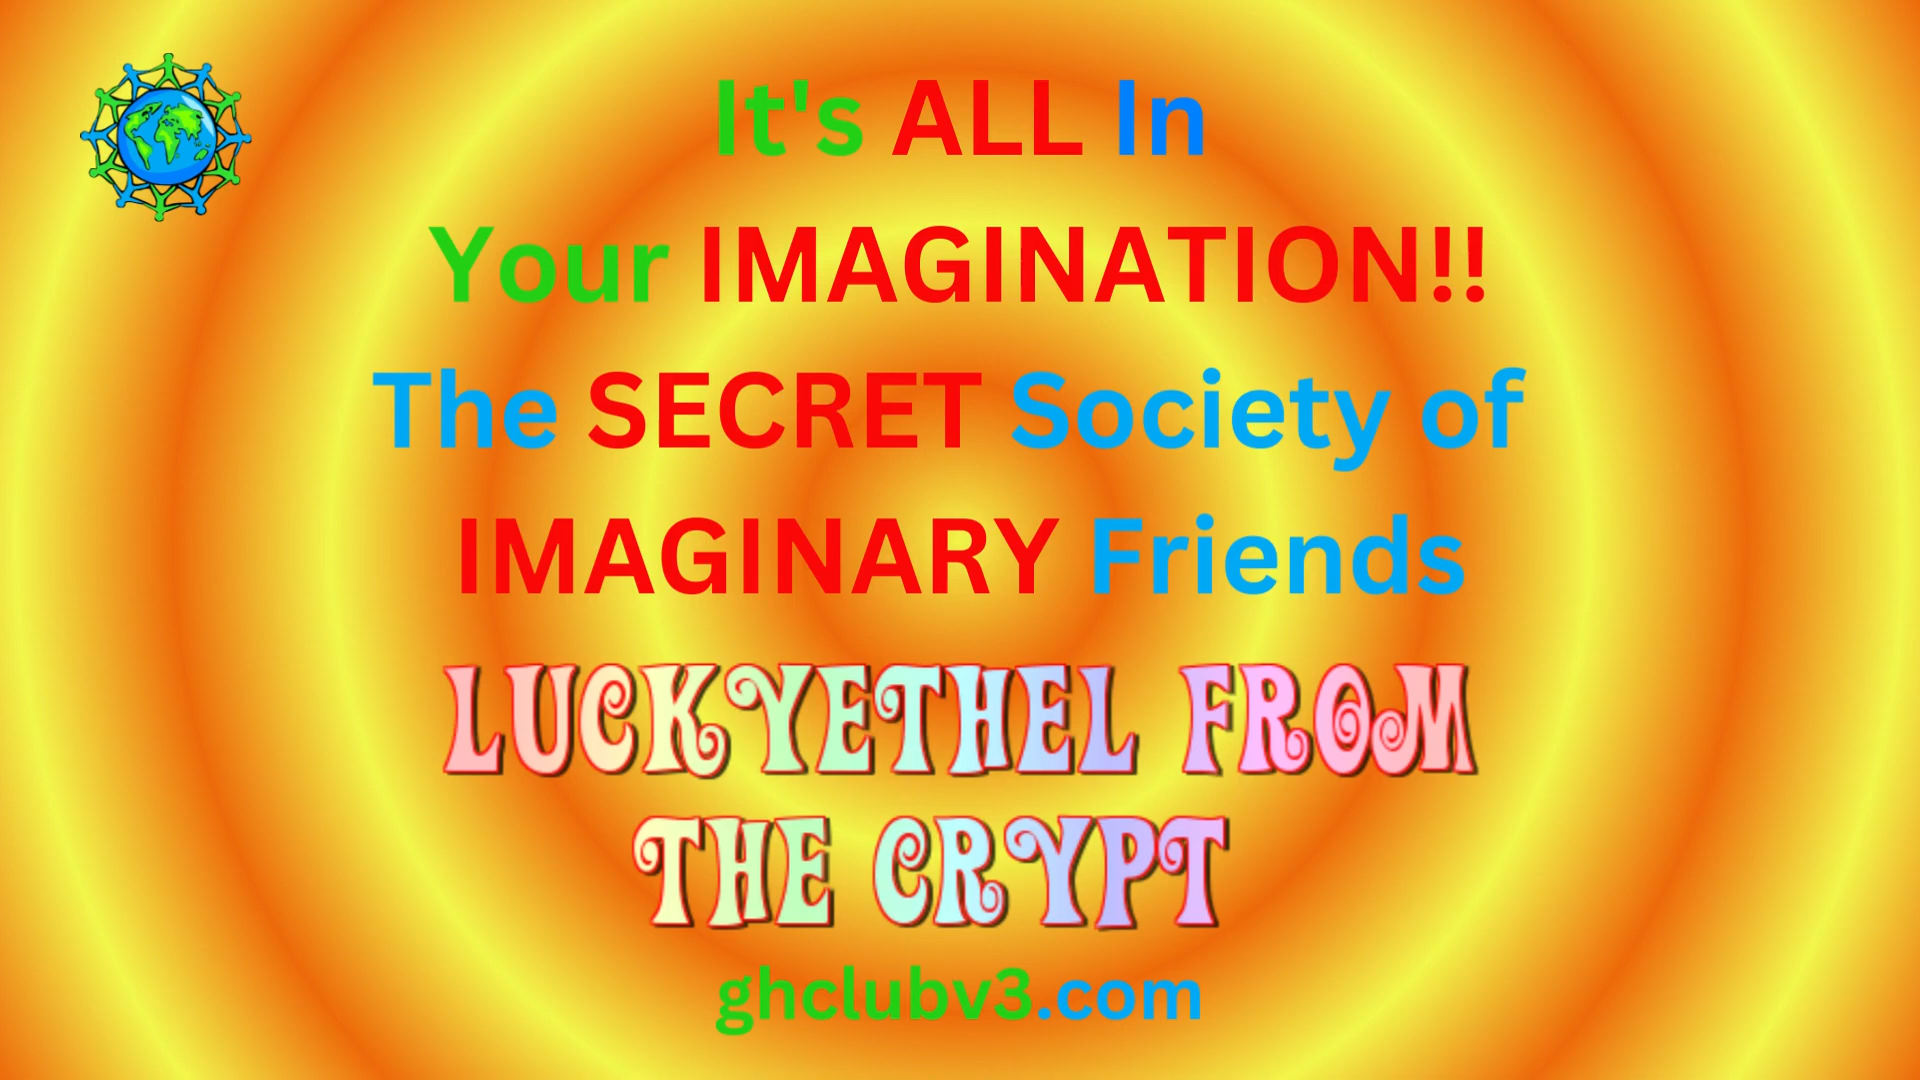 It's ALL In
Your IMAGINATION!!
The SECRET Society of
IMAGINARY Friends
LUCKYETHEL FROM
THE CRYPT
ghclubv3.com